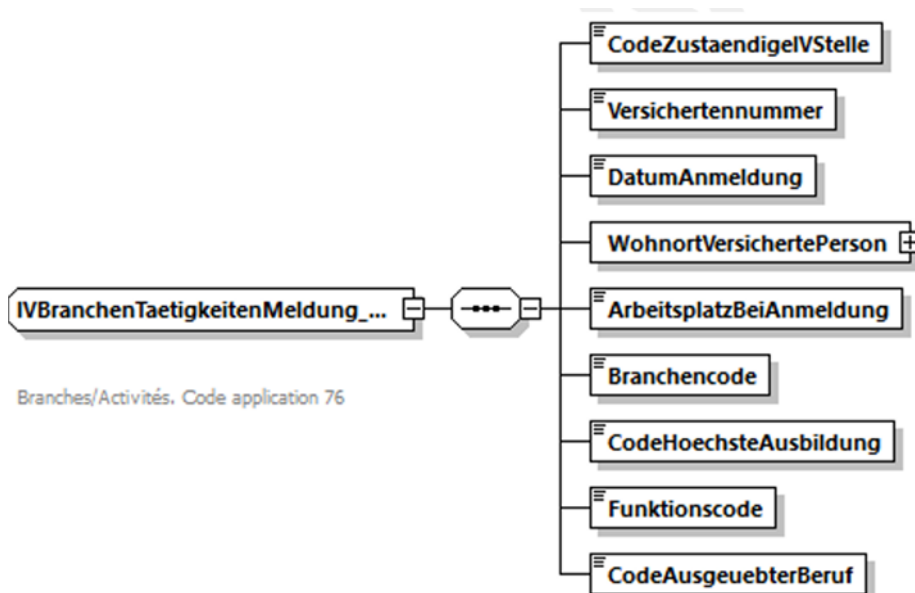 CodeZustaendigeIVStelle
Versichertennummer
DatumAnmeldung
WohnortVersichertePerson
IVBranchenTaetigkeitenMeldung_...
ArbeitsplatzBeiAnmeldung
Branches/Activités. Code application 76
Branchencode
CodeHoechsteAusbildung
Funktionscode
CodeAusgeuebterBeruf